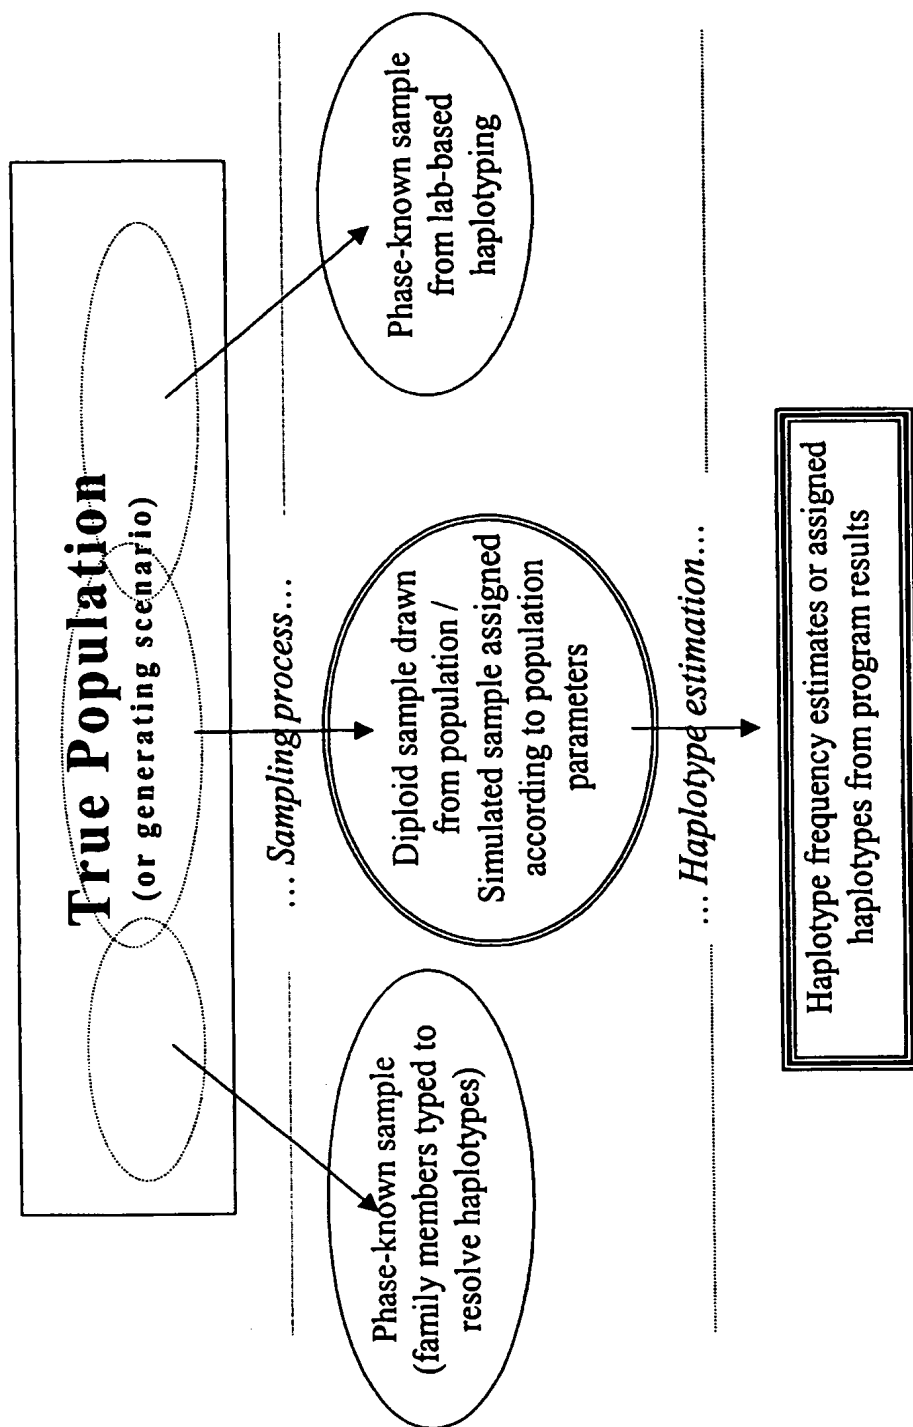 True Population
(or generating scenario)
… Sampling process…
Phase-known sample
(family members typed to
resolve haplotypes)
Diploid sample drawn
from population /
Simulated sample assigned
according to population
parameters
Phase-known sample
from lab-based
haplotyping
… Haplotype estimation…
Haplotype frequency estimates or assigned
haplotypes from program results